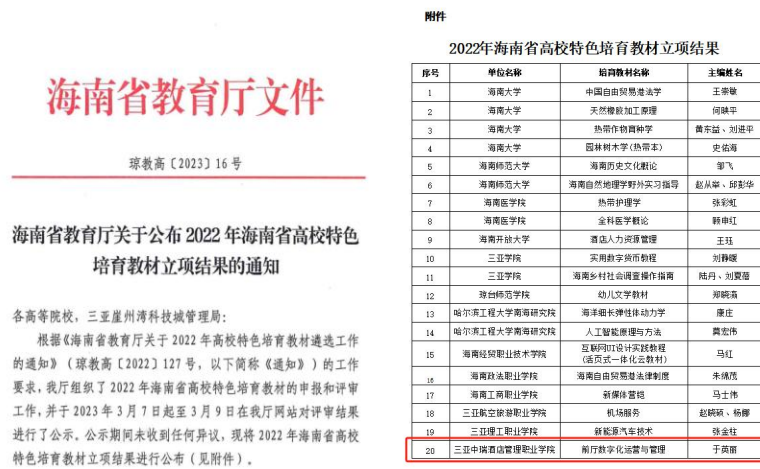 海南省教育厅文件
琼教高〔2023〕16号
海南省教育厅关于公布2022年海南省高校特色
培育教材立项结果的通知
各高等院校，三亚崖州湾科技城管理局：
根据《海南省教育厅关于2022年高校特色培育教材遴选工作
的通知》（琼教高〔2022〕127号，以下简称《通知》）的工作
要求，我厅组织了2022年海南省高校特色培育教材的申报和评审
工作，并于2023年3月7日起至3月9日在我厅网站对评审结果
进行了公示。公示期间未收到任何异议，现将2022年海南省高校
特色培育教材立项结果进行公布（见附件）。
附件
2022年海南省高校特色培育教材立项结果
序号 单位名称 培育教材名称 主编姓名
1 海南大学 中国自由贸易港法学 王崇敏
2 海南大学 天然橡胶加工原理 何映平
3 海南大学 热带作物育种学 黄东益、刘进平
4 海南大学 园林树木学(热带本) 史佑海
5 海南师范大学 海南历史文化概论 邹飞
6 海南师范大学 海南自然地理学野外实习指导 赵从举、邱彭华
7 海南医学院 热带护理学 张彩虹
8 海南医学院 全科医学概论 顾申红
9 海南开放大学 酒店人力资源管理 王珏
10 三亚学院 实用数字货币教程 刘静暖
11 三亚学院 海南乡村社会调查操作指南 陆丹、刘夏蓓
12 琼台师范学院 幼儿文学教材 郑晓燕
13 哈尔滨工程大学南海研究院 海洋细长弹性体动力学 康庄
14 哈尔滨工程大学南海研究院 人工智能原理与方法 莫宏伟
15 海南经贸职业技术学院 互联网UI设计实践教程
(活页式一体化云教材) 马红
16 海南政法职业学院 海南自由贸易港法律制度 朱绵茂
17 海南工商职业学院 新媒体营销 马士伟
18 三亚航空旅游职业学院 机场服务 赵晓硕、杨娜
19 三亚理工职业学院 新能源汽车技术 张金柱
20 三亚中瑞酒店管理职业学院 前厅数字化运营与管理 于英丽